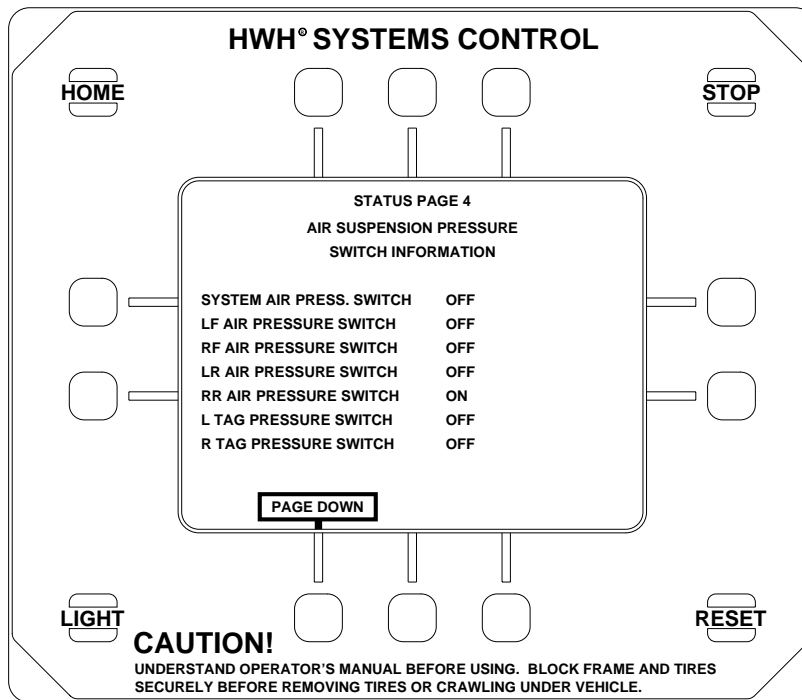 HWH® SYSTEMS CONTROL
HOME
STOP
STATUS PAGE 4
AIR SUSPENSION PRESSURE
SWITCH INFORMATION
SYSTEM AIR PRESS. SWITCH OFF
LF AIR PRESSURE SWITCH OFF
RF AIR PRESSURE SWITCH OFF
LR AIR PRESSURE SWITCH OFF
RR AIR PRESSURE SWITCH ON
L TAG PRESSURE SWITCH OFF
R TAG PRESSURE SWITCH OFF
PAGE DOWN
LIGHT
RESET
CAUTION!
UNDERSTAND OPERATOR'S MANUAL BEFORE USING. BLOCK FRAME AND TIRES
SECURELY BEFORE REMOVING TIRES OR CRAWLING UNDER VEHICLE.